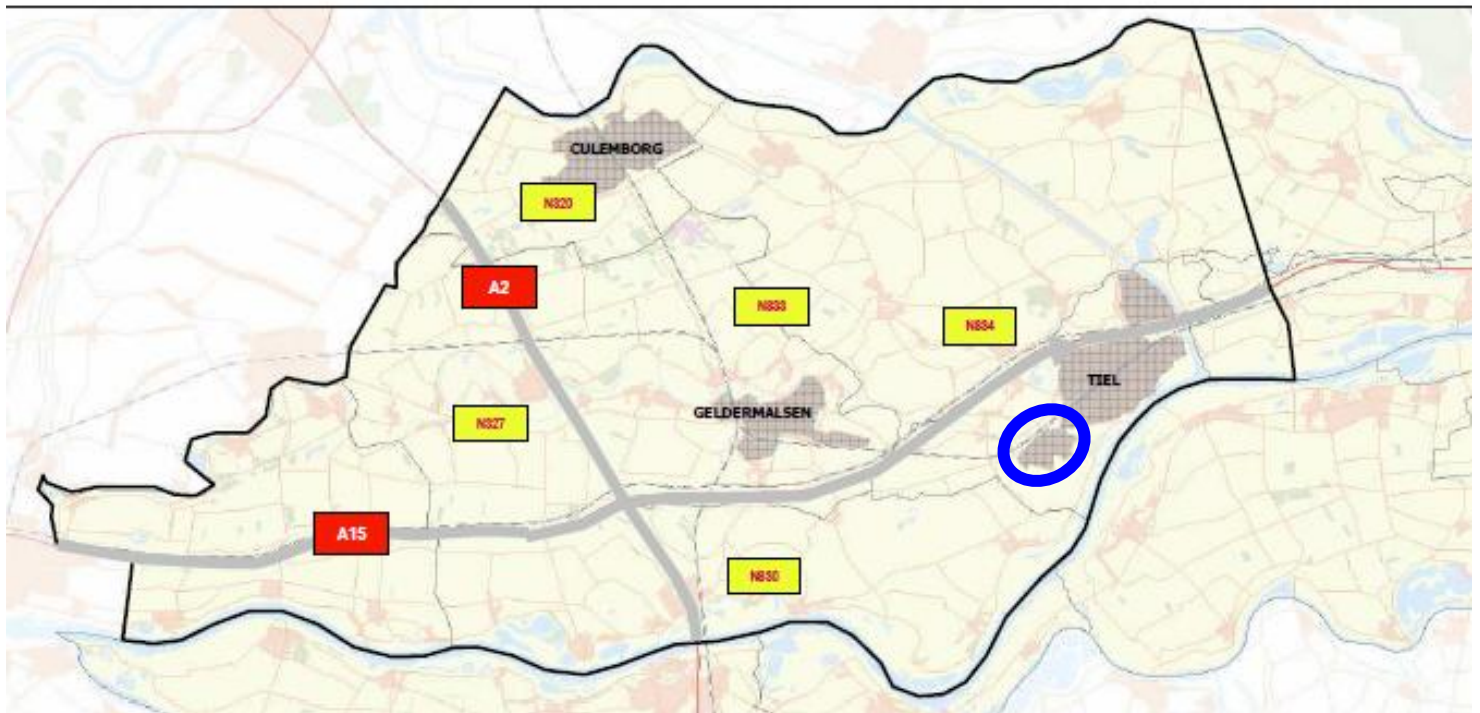 CULEMBORG
N320
A2
N833
N834
TIEL
GELDERMALSEN
N327
A15
N830